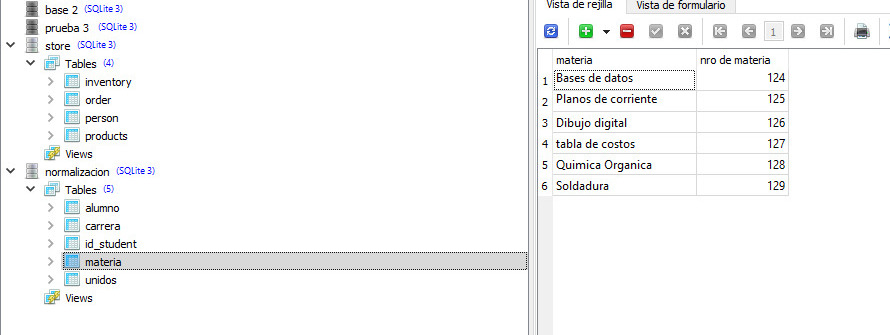 base 2 (SQLite 3)
prueba 3 (SQLite 3)
store (SQLite 3)
Tables (4)
inventory
order
person
products
Views
normalizacion (SQLite 3)
Tables (5)
alumno
carrera
id_student
materia
unidos
Views
Vista de rejilla Vista de formulario
1
materia nro de materia
1 Bases de datos 124
2 Planos de corriente 125
3 Dibujo digital 126
4 tabla de costos 127
5 Quimica Organica 128
6 Soldadura 129